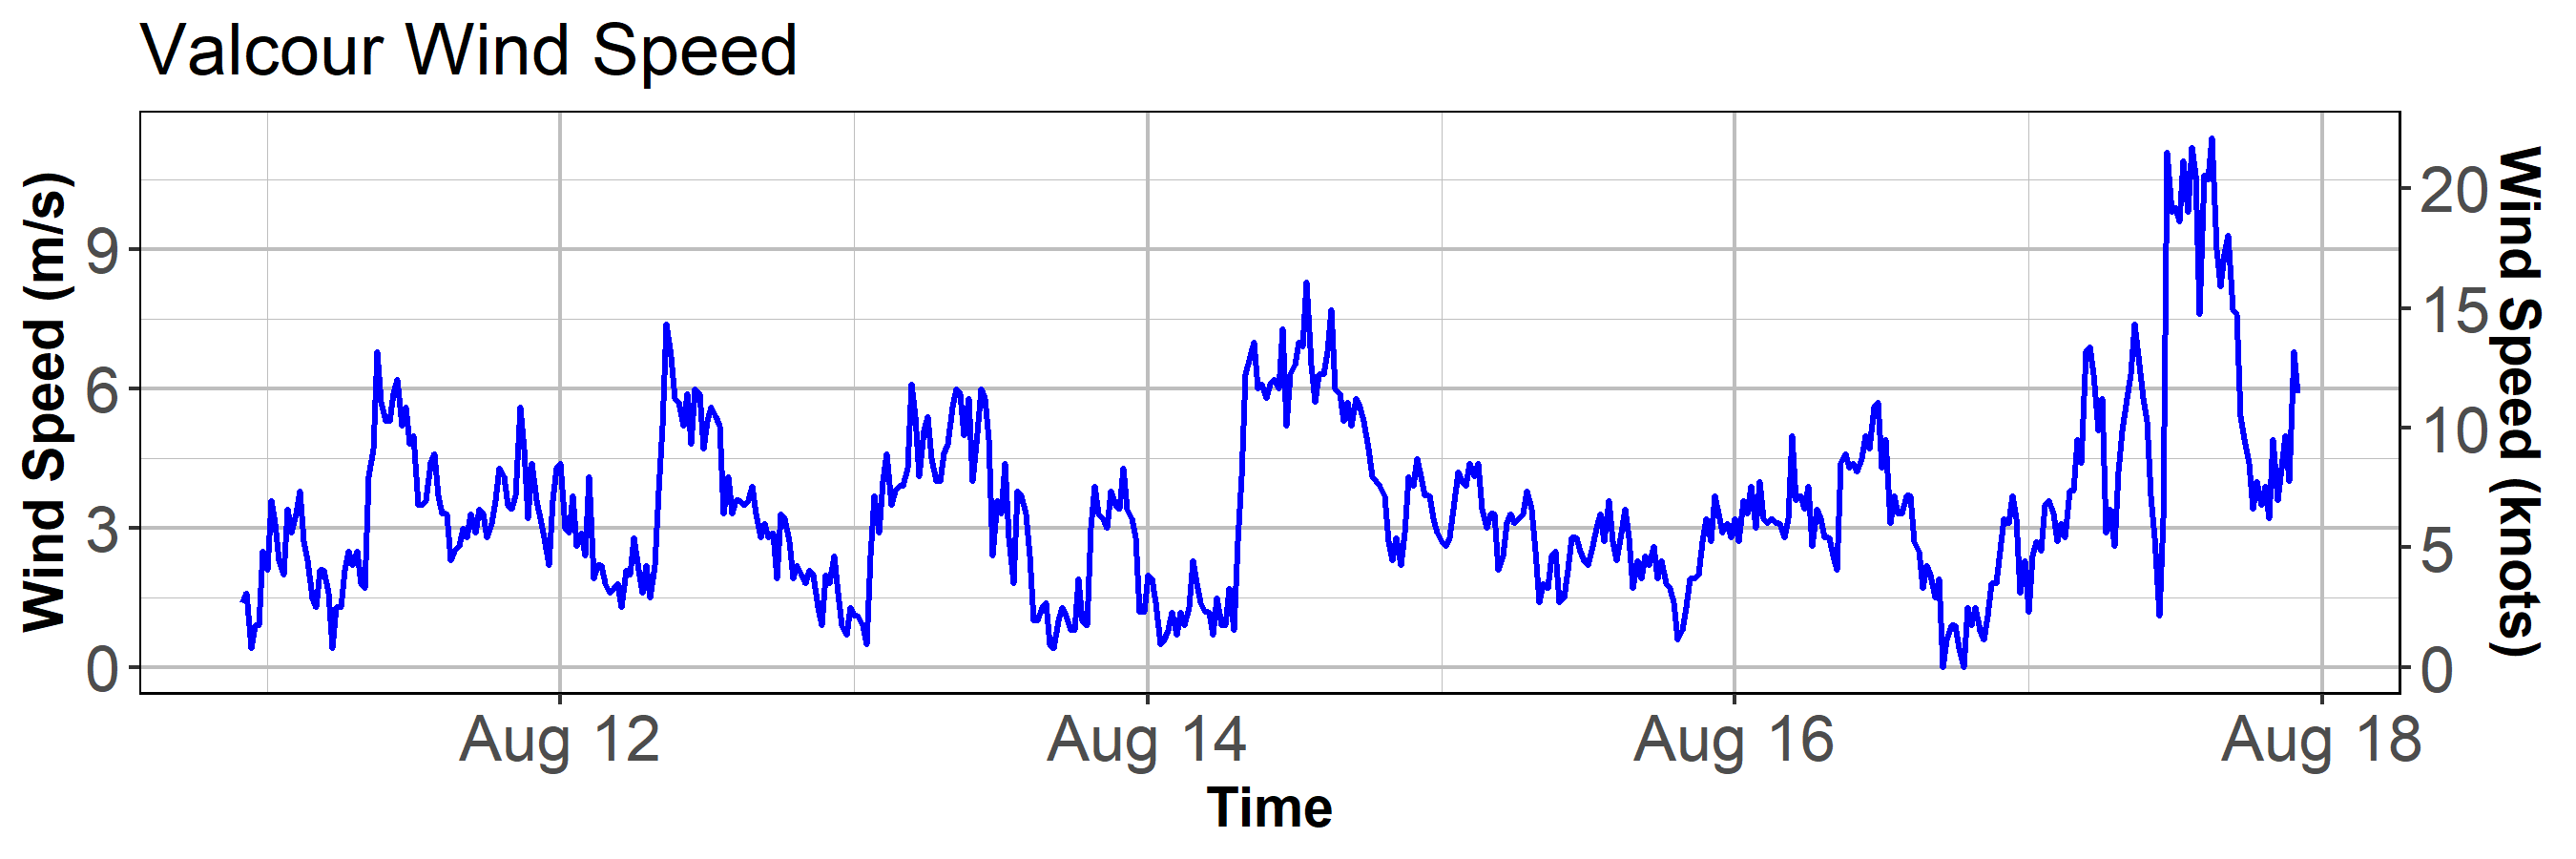 Valcour Wind Speed
Wind Speed (m/s)
9
6
3
0
20
15
10
5
0
Wind Speed (knots)
Aug 12
Aug 14
Aug 16
Aug 18
Time